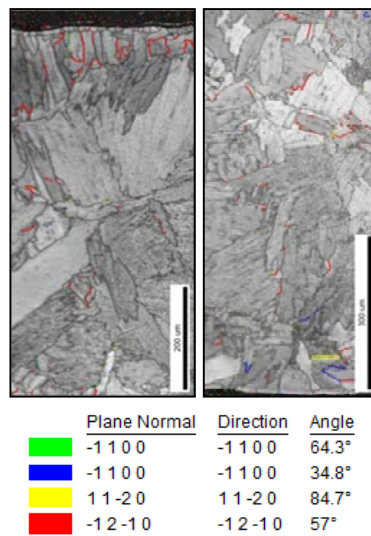 200 um
300 um
Plane Normal Direction Angle
-1 1 0 0 -1 1 0 0 64.3°
-1 1 0 0 -1 1 0 0 34.8°
1 1 -2 0 1 1 -2 0 84.7°
-1 2 -1 0 -1 2 -1 0 57°